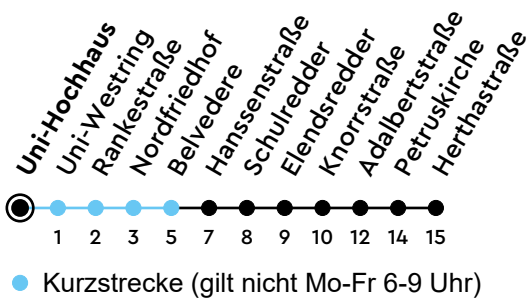 Uni-Hochhaus
Uni-Westring
Rankestraße
Nordfriedhof
Belvedere
Hanssenstraße
Schulredder
Elendsredder
Knorrstraße
Adalbertstraße
Petruskirche
Herthastraße
1 2 3 5 7 8 9 10 12 14 15
Kurzstrecke (gilt nicht Mo-Fr 6-9 Uhr)